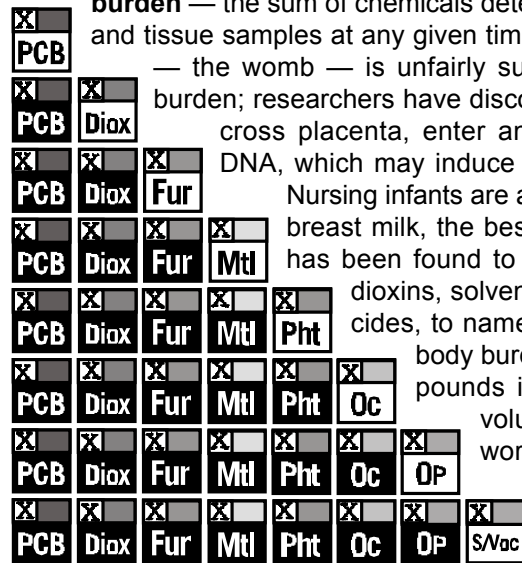 burden — the sum of chemicals dete
and tissue samples at any given tim
— the womb — is unfairly su
burden; researchers have disco
cross placenta, enter an
DNA, which may induce
Nursing infants are a
breast milk, the bes
has been found to
dioxins, solven
cides, to name
body burd
pounds i
volu
wor
X
PCB
X X
PCB Diox
X X X
PCB Diox Fur
X X X X
PCB Diox Fur Mtl
X X X X X
PCB Diox Fur Mtl Pht
X X X X X X
PCB Diox Fur Mtl Pht Oc
X X X X X X X
PCB Diox Fur Mtl Pht Oc OP
X X X X X X X X
PCB Diox Fur Mtl Pht Oc OP S/Voc